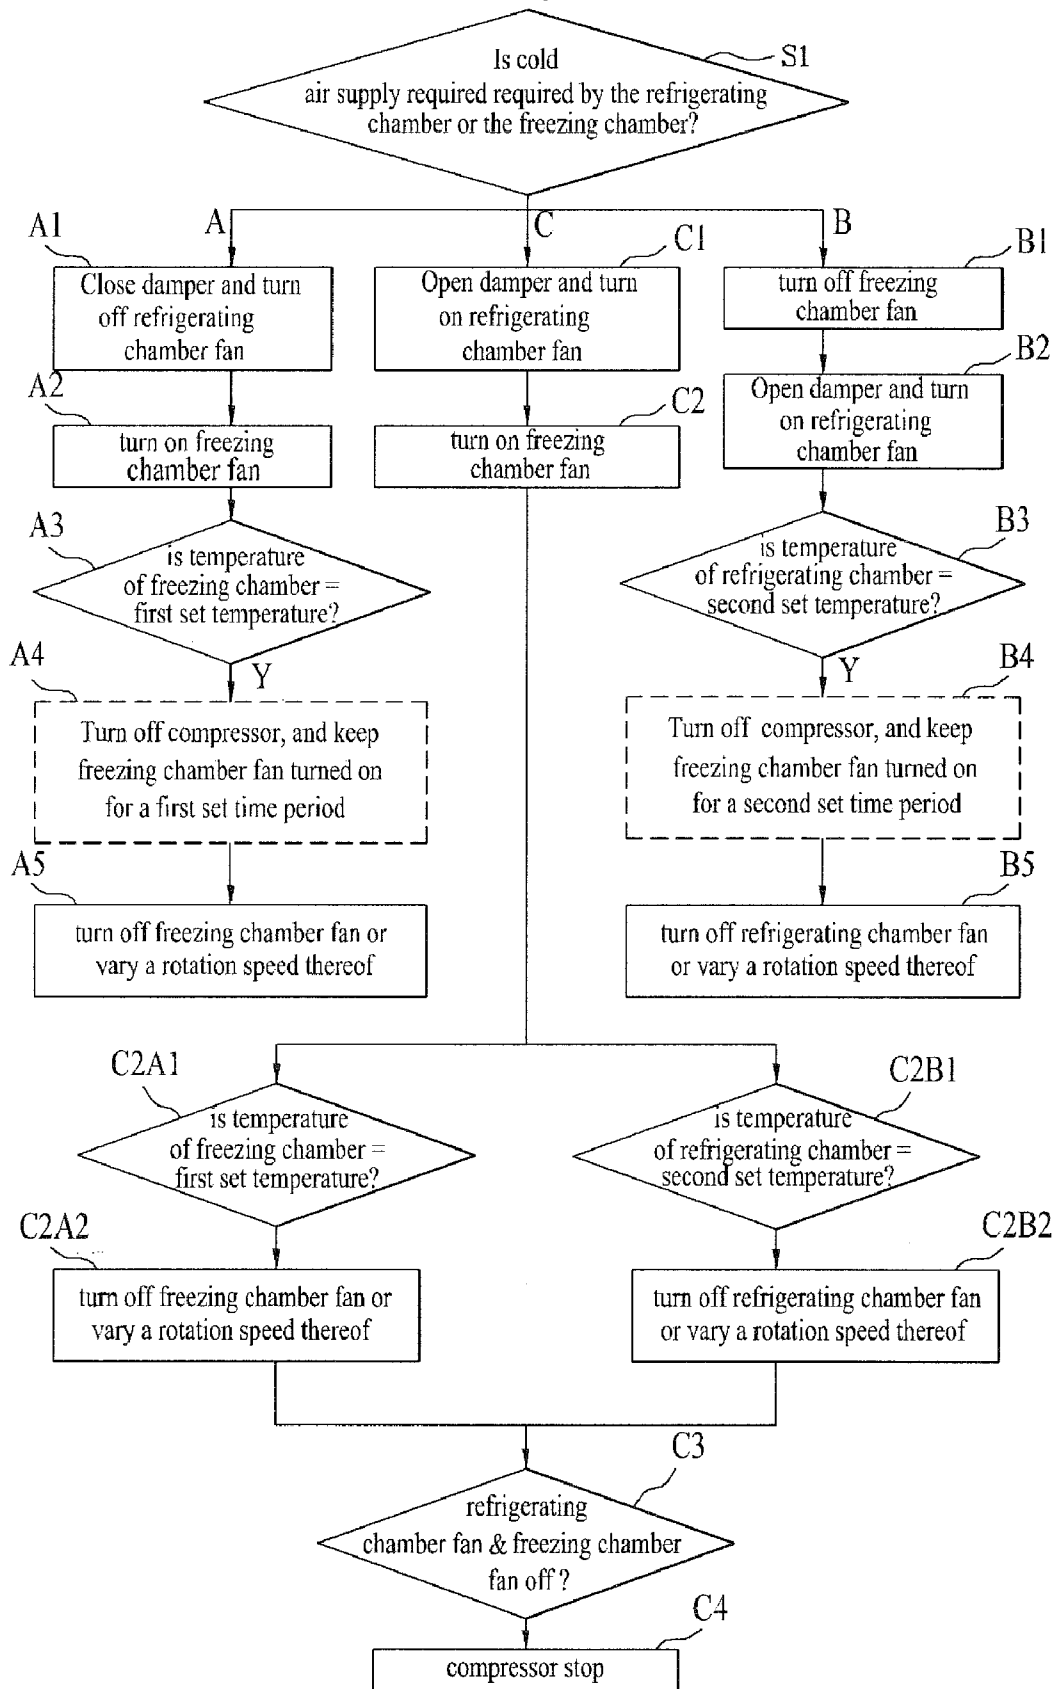 Is cold
air supply required required by the refrigerating
chamber or the freezing chamber?
S1
A
C
B
A1
Close damper and turn
off refrigerating
chamber fan
C1
Open damper and turn
on refrigerating
chamber fan
B1
turn off freezing
chamber fan
A2
turn on freezing
chamber fan
C2
turn on freezing
chamber fan
B2
Open damper and turn
on refrigerating
chamber fan
A3
is temperature
of freezing chamber =
first set temperature?
Y
B3
is temperature
of refrigerating chamber =
second set temperature?
Y
A4
Turn off compressor, and keep
freezing chamber fan turned on
for a first set time period
B4
Turn off compressor, and keep
freezing chamber fan turned on
for a second set time period
A5
turn off freezing chamber fan or
vary a rotation speed thereof
B5
turn off refrigerating chamber fan
or vary a rotation speed thereof
C2A1
is temperature
of freezing chamber =
first set temperature?
C2B1
is temperature
of refrigerating chamber =
second set temperature?
C2A2
turn off freezing chamber fan or
vary a rotation speed thereof
C2B2
turn off refrigerating chamber fan
or vary a rotation speed thereof
C3
refrigerating
chamber fan & freezing chamber
fan off ?
C4
compressor stop